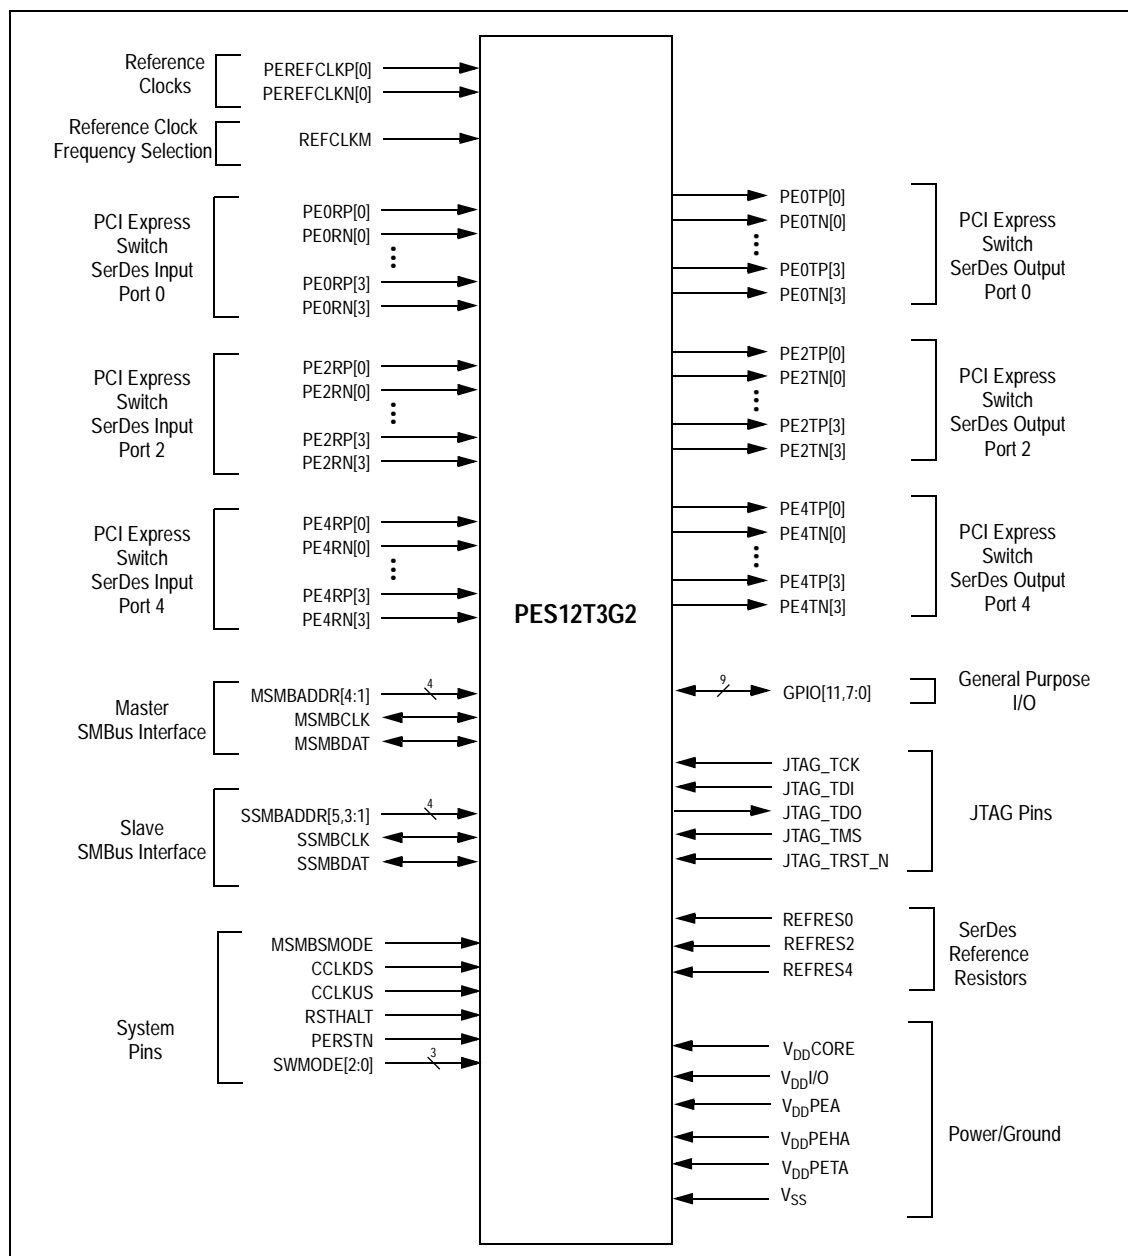 Reference
Clocks
PEREFCLKP[0]
PEREFCLKN[0]
Reference Clock
Frequency Selection
REFCLKM
PCI Express
Switch
SerDes Input
Port 0
PE0RP[0]
PE0RN[0]
PE0RP[3]
PE0RN[3]
PCI Express
Switch
SerDes Input
Port 2
PE2RP[0]
PE2RN[0]
PE2RP[3]
PE2RN[3]
PCI Express
Switch
SerDes Input
Port 4
PE4RP[0]
PE4RN[0]
PE4RP[3]
PE4RN[3]
Master
SMBus Interface
MSMBADDR[4:1]
4
MSMBCLK
MSMBDAT
Slave
SMBus Interface
SSMBADDR[5,3:1]
4
SSMBCLK
SSMBDAT
System
Pins
MSMBSMODE
CCLKDS
CCLKUS
RSTHALT
PERSTN
SWMODE[2:0]
3
PES12T3G2
PE0TP[0]
PE0TN[0]
PE0TP[3]
PE0TN[3]
PCI Express
Switch
SerDes Output
Port 0
PE2TP[0]
PE2TN[0]
PE2TP[3]
PE2TN[3]
PCI Express
Switch
SerDes Output
Port 2
PE4TP[0]
PE4TN[0]
PE4TP[3]
PE4TN[3]
PCI Express
Switch
SerDes Output
Port 4
9
GPIO[11,7:0]
General Purpose
I/O
JTAG_TCK
JTAG_TDI
JTAG_TDO
JTAG_TMS
JTAG_TRST_N
JTAG Pins
REFRES0
REFRES2
REFRES4
SerDes
Reference
Resistors
VDDCORE
VDDI/O
VDDPEA
VDDPEHA
VDDPETA
VSS
Power/Ground